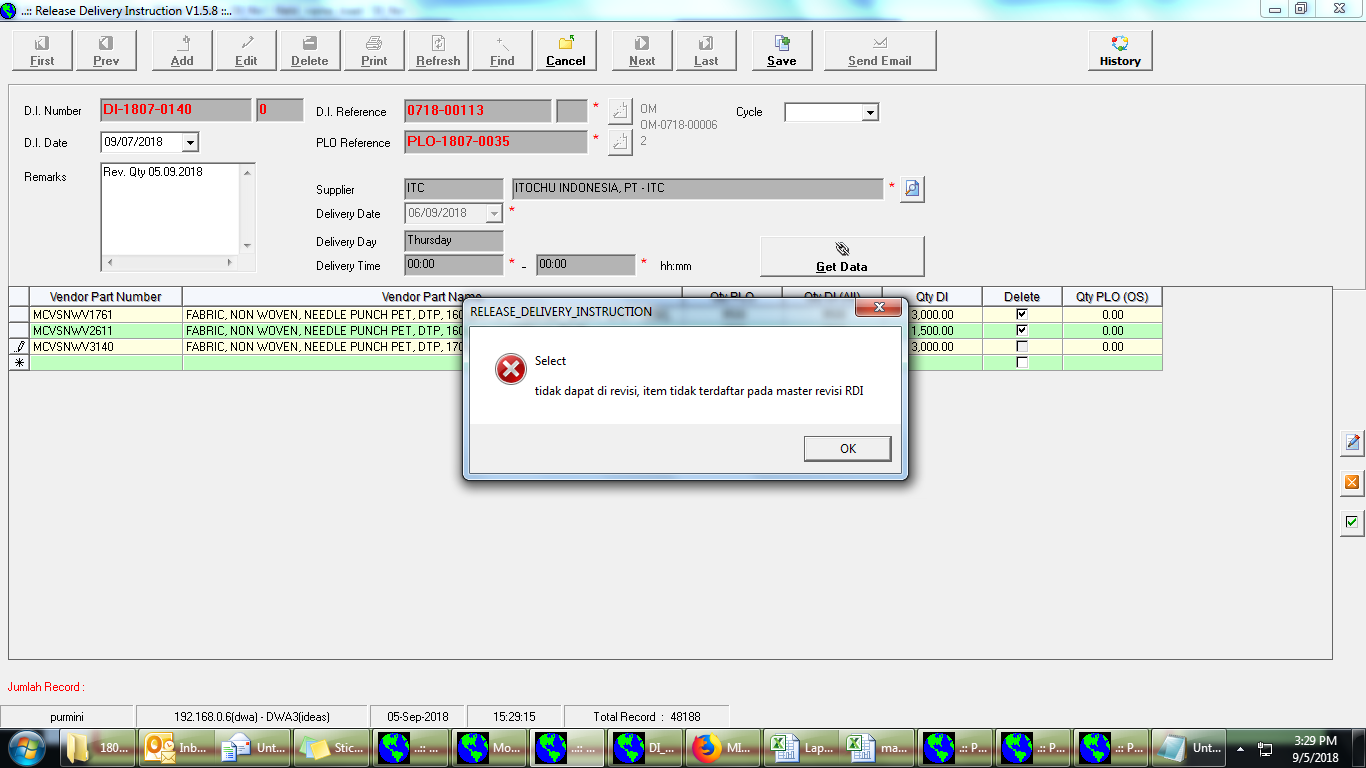 ..:: Release Delivery Instruction V1.5.8 ::..
First Prev Add Edit Delete Print Refresh Find Cancel Next Last Save Send Email History
D.I. Number DI-1807-0140 0 D.I. Reference 0718-00113 * OM Cycle
OM-0718-00006
D.I. Date 09/07/2018 PLO Reference PLO-1807-0035 * 2
Remarks Rev. Qty 05.09.2018
Supplier ITC ITOCHU INDONESIA, PT - ITC *
Delivery Date 06/09/2018 *
Delivery Day Thursday
Delivery Time 00:00 * - 00:00 * hh:mm Get Data
Vendor Part Number Vendor Part Name Qty PLO Qty DI (All) Qty DI Delete Qty PLO (OS)
MCVSNWV1761 FABRIC, NON WOVEN, NEEDLE PUNCH PET, DTP, 160 3,000.00 0.00
MCVSNWV2611 FABRIC, NON WOVEN, NEEDLE PUNCH PET, DTP, 160 1,500.00 0.00
MCVSNWV3140 FABRIC, NON WOVEN, NEEDLE PUNCH PET, DTP, 170 3,000.00 0.00
RELEASE_DELIVERY_INSTRUCTION
Select
tidak dapat di revisi, item tidak terdaftar pada master revisi RDI
OK
Jumlah Record :
purmini 192.168.0.6(dwa) - DWA3(ideas) 05-Sep-2018 15:29:15 Total Record : 48188
180... Inb... Unt... Stic... ..:: ... Mo... ..:: ... DI_... MI... Lap... ma... .:: P... .:: P... .:: P... Unt... 3:29 PM
9/5/2018